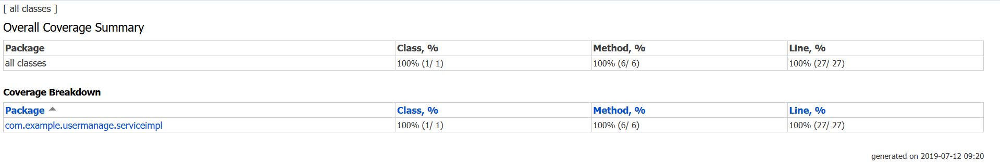 [ all classes ]
Overall Coverage Summary
Package Class, % Method, % Line, %
all classes 100% (1/ 1) 100% (6/ 6) 100% (27/ 27)
Coverage Breakdown
Package Class, % Method, % Line, %
com.example.usermanage.serviceimpl 100% (1/ 1) 100% (6/ 6) 100% (27/ 27)
generated on 2019-07-12 09:20